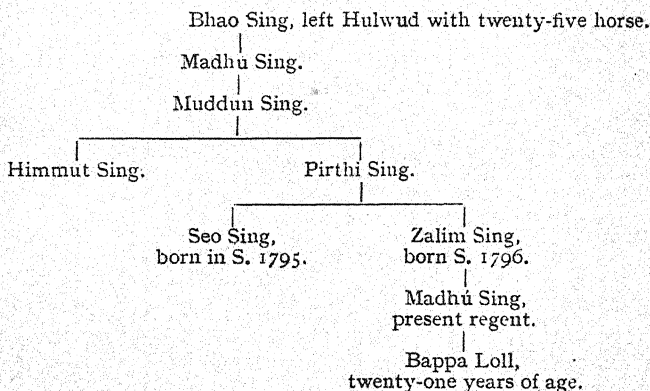 Bhao Sing, left Hulwud with twenty-five horse.
Madhú Sing.
Muddun Sing.
Himmut Sing.
Pirthi Sing.
Seo Sing,
born in S. 1795.
Zalim Sing,
born S. 1796.
Madhú Sing,
present regent.
Bappa Loll,
twenty-one years of age.